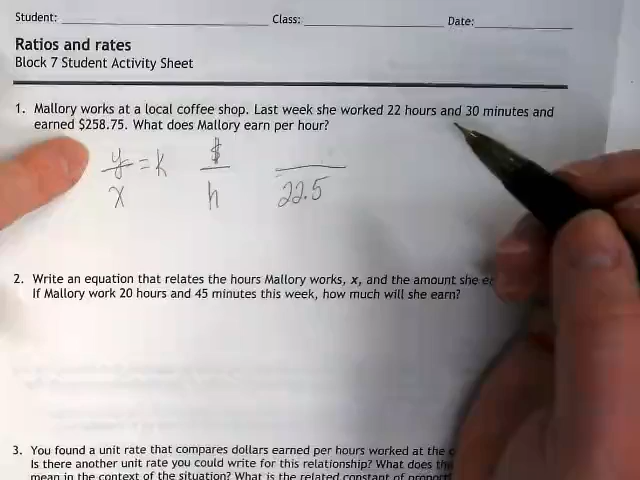 Student: Class: Date:
Ratios and rates
Block 7 Student Activity Sheet
1. Mallory works at a local coffee shop. Last week she worked 22 hours and 30 minutes and
earned $258.75. What does Mallory earn per hour?
y/x = k $/h /22.5
2. Write an equation that relates the hours Mallory works, x, and the amount she
If Mallory work 20 hours and 45 minutes this week, how much will she earn?
3. You found a unit rate that compares dollars earned per hours worked at the
Is there another unit rate you could write for this relationship? What does
mean in the context of the situation? What is the related constant of